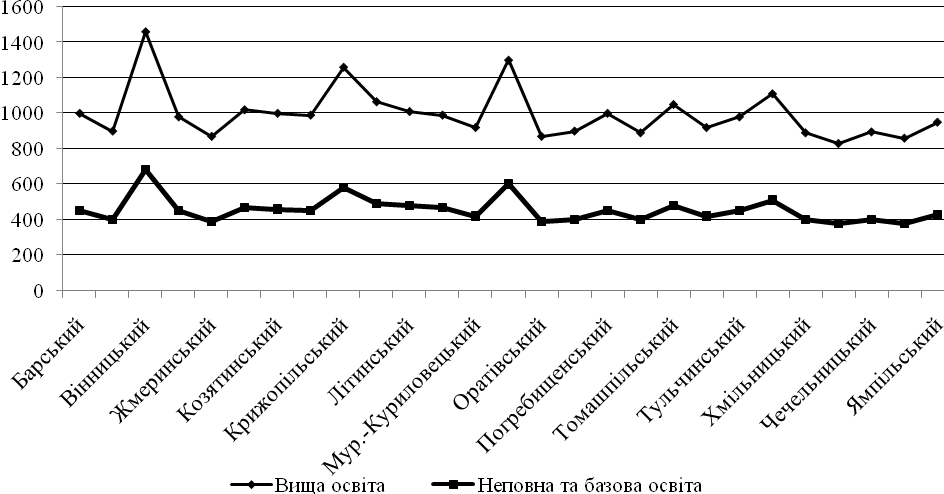 1600
1400
1200
1000
800
600
400
200
0
Барський
Вінницький
Жмеринський
Козятинський
Крижопільський
Літинський
Мур.-Куриловецький
Оратівський
Погребищенський
Томашпільський
Тульчинський
Хмільницький
Чечельницький
Ямпільський
Вища освіта
Неповна та базова освіта